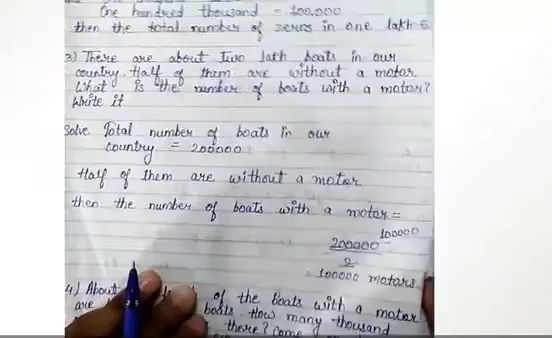 One hundred thousand = 100,000
then the total number of zeros in one lakh 5
3) There are about two lakh boats in our
country. Half of them are without a motor
What is the number of boats with a motor?
Write it
Solve Total number of boats in our
country = 200000
Half of them are without a motor
then the number of boats with a motor =
100000
200000
2
= 100000 motors
4) About of the boats with a motor
are boats. How many thousand
there? come